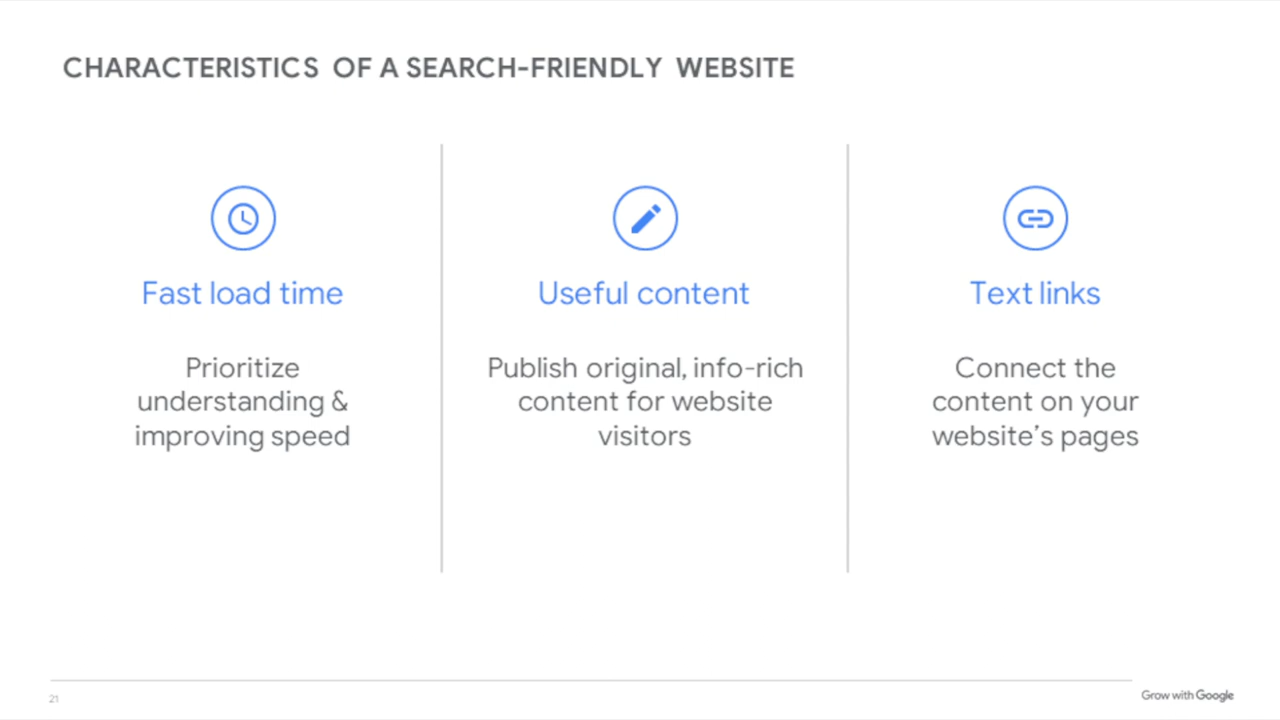 CHARACTERISTICS OF A SEARCH-FRIENDLY WEBSITE
Fast load time
Prioritize
understanding &
improving speed
Useful content
Publish original, info-rich
content for website
visitors
Text links
Connect the
content on your
website's pages
21
Grow with Google